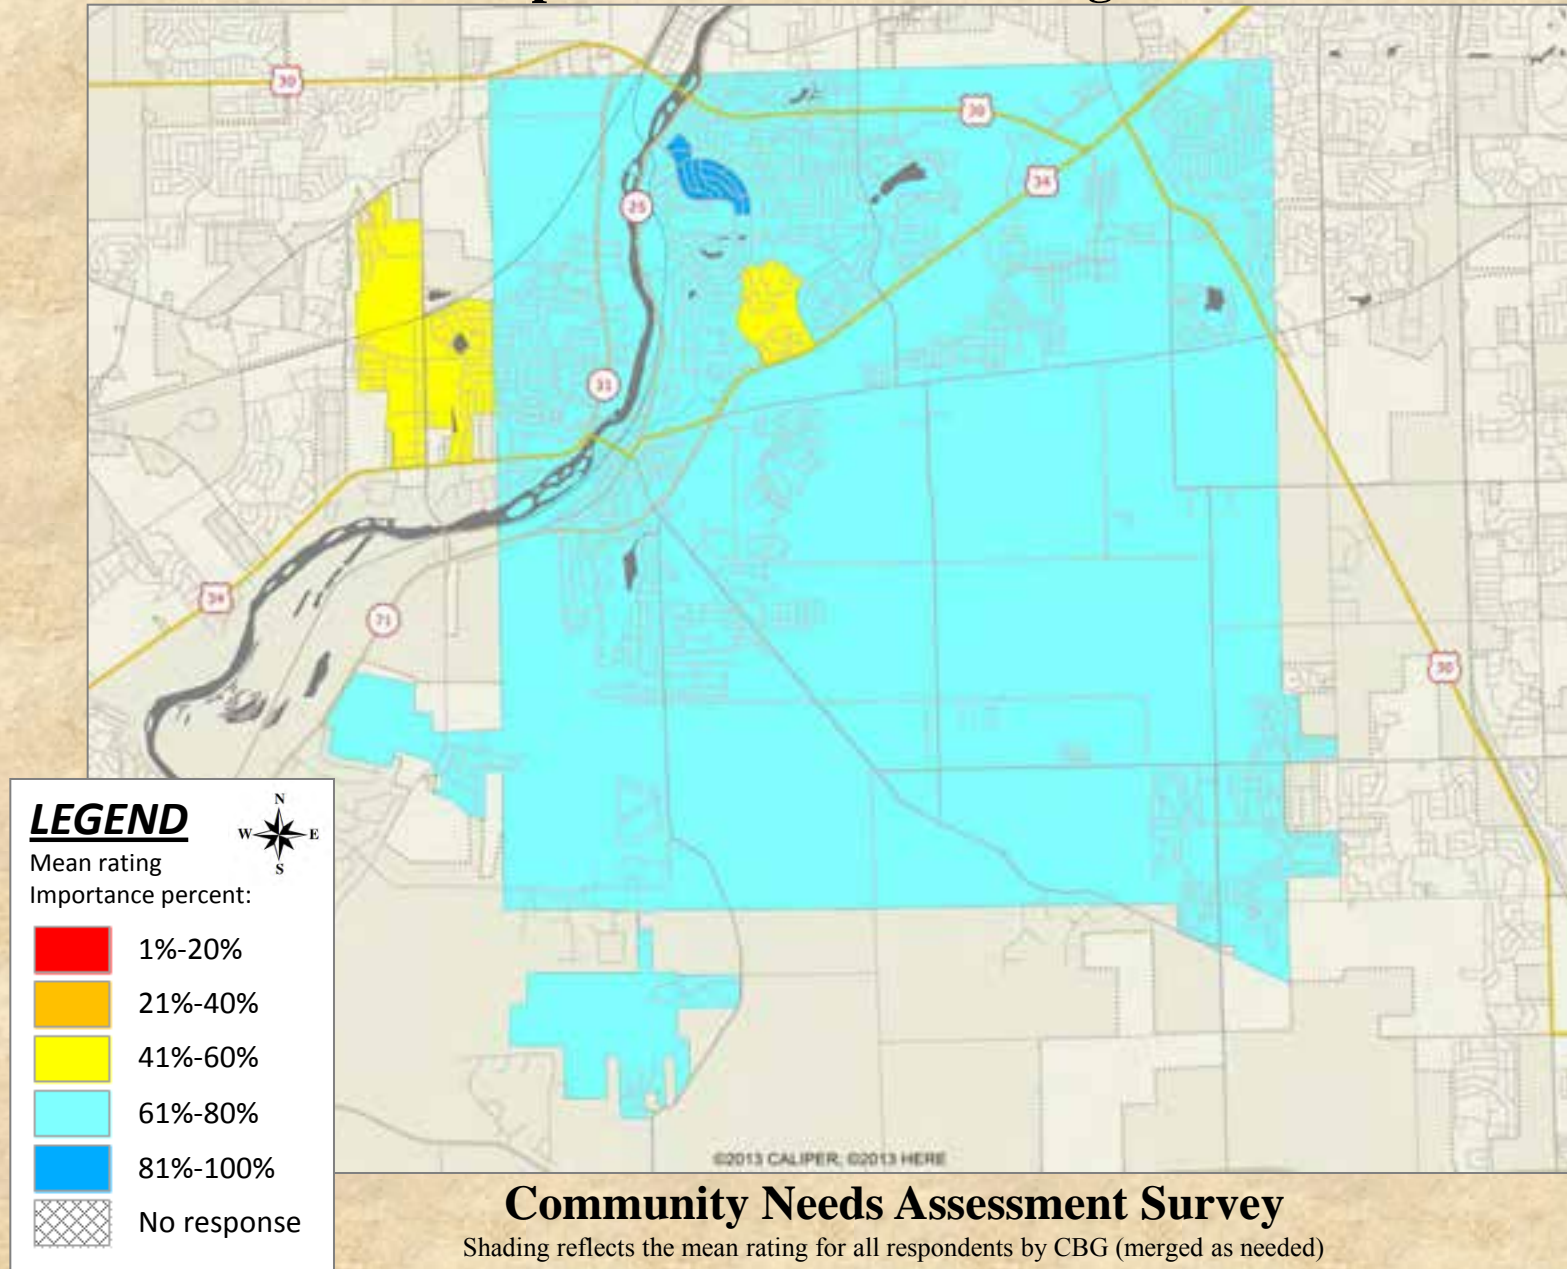 30
30
34
25
31
34
71
30
LEGEND
N
W E
S
Mean rating
Importance percent:
1%-20%
21%-40%
41%-60%
61%-80%
81%-100%
No response
©2013 CALIPER; ©2013 HERE
Community Needs Assessment Survey
Shading reflects the mean rating for all respondents by CBG (merged as needed)